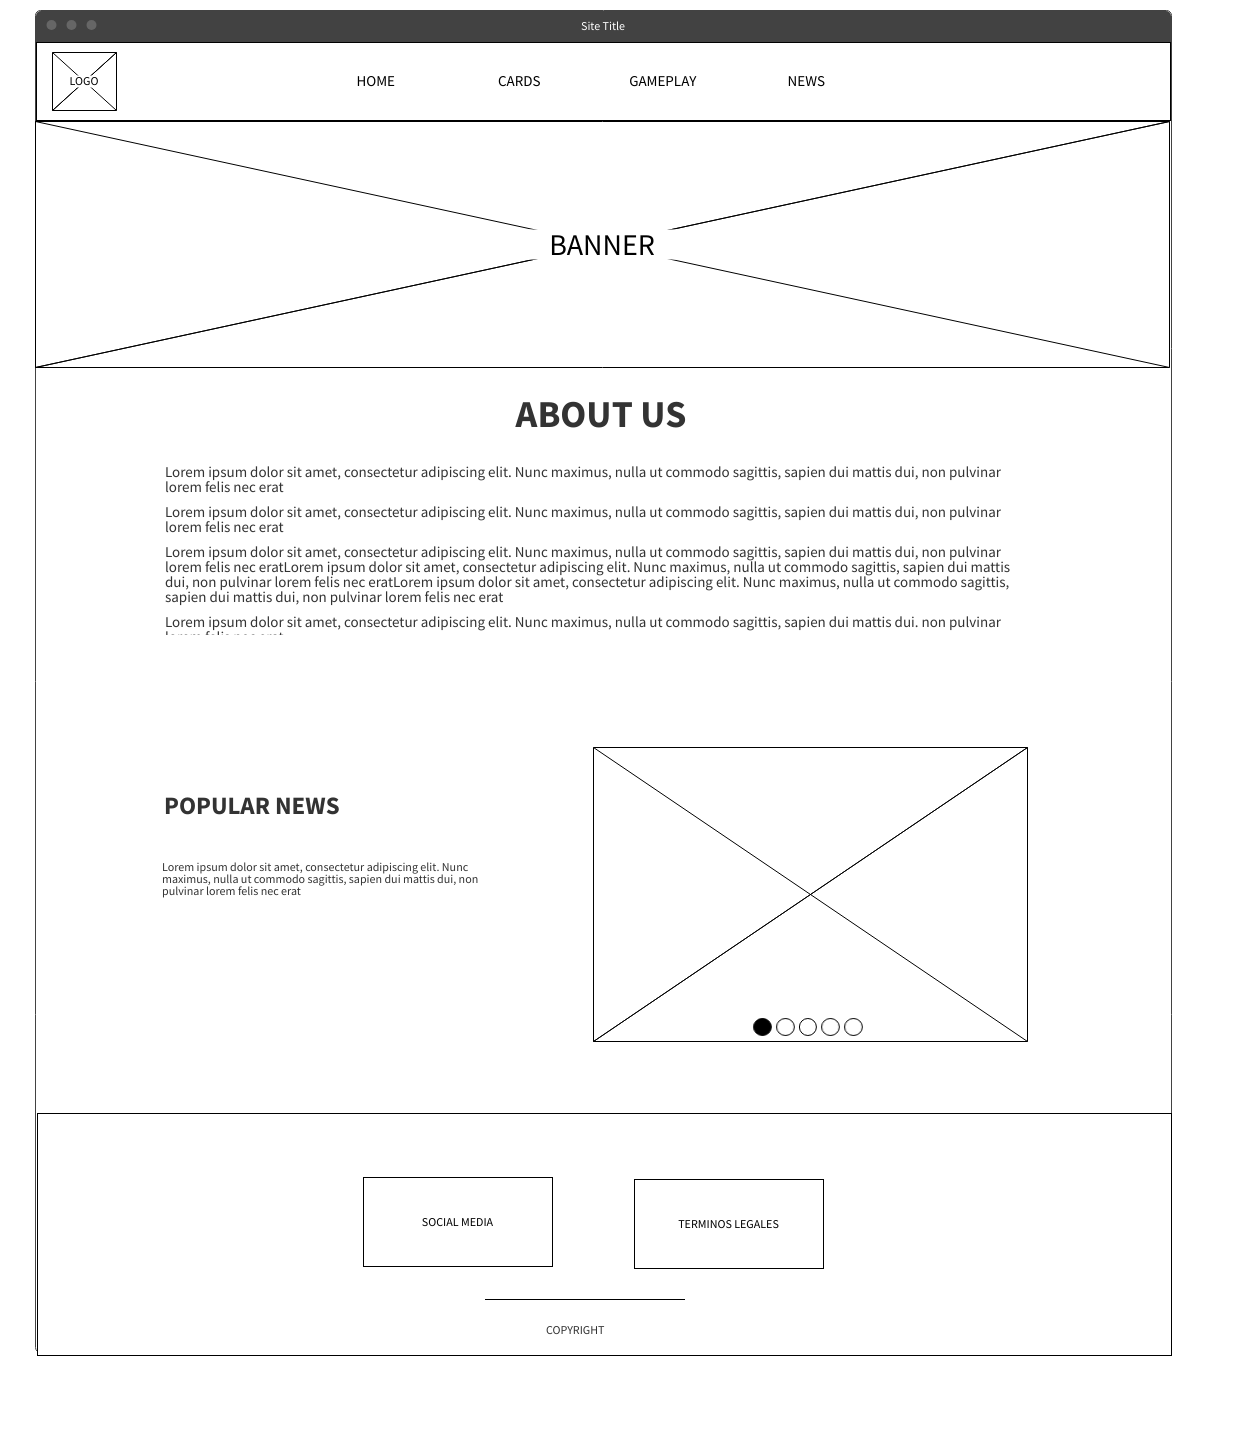 Site Title
LOGO
HOME CARDS GAMEPLAY NEWS
BANNER
ABOUT US
Lorem ipsum dolor sit amet, consectetur adipiscing elit. Nunc maximus, nulla ut commodo sagittis, sapien dui mattis dui, non pulvinar
lorem felis nec erat
Lorem ipsum dolor sit amet, consectetur adipiscing elit. Nunc maximus, nulla ut commodo sagittis, sapien dui mattis dui, non pulvinar
lorem felis nec erat
Lorem ipsum dolor sit amet, consectetur adipiscing elit. Nunc maximus, nulla ut commodo sagittis, sapien dui mattis dui, non pulvinar
lorem felis nec eratLorem ipsum dolor sit amet, consectetur adipiscing elit. Nunc maximus, nulla ut commodo sagittis, sapien dui mattis
dui, non pulvinar lorem felis nec eratLorem ipsum dolor sit amet, consectetur adipiscing elit. Nunc maximus, nulla ut commodo sagittis,
sapien dui mattis dui, non pulvinar lorem felis nec erat
Lorem ipsum dolor sit amet, consectetur adipiscing elit. Nunc maximus, nulla ut commodo sagittis, sapien dui mattis dui. non pulvinar
POPULAR NEWS
Lorem ipsum dolor sit amet, consectetur adipiscing elit. Nunc
maximus, nulla ut commodo sagittis, sapien dui mattis dui, non
pulvinar lorem felis nec erat
SOCIAL MEDIA
TERMINOS LEGALES
COPYRIGHT